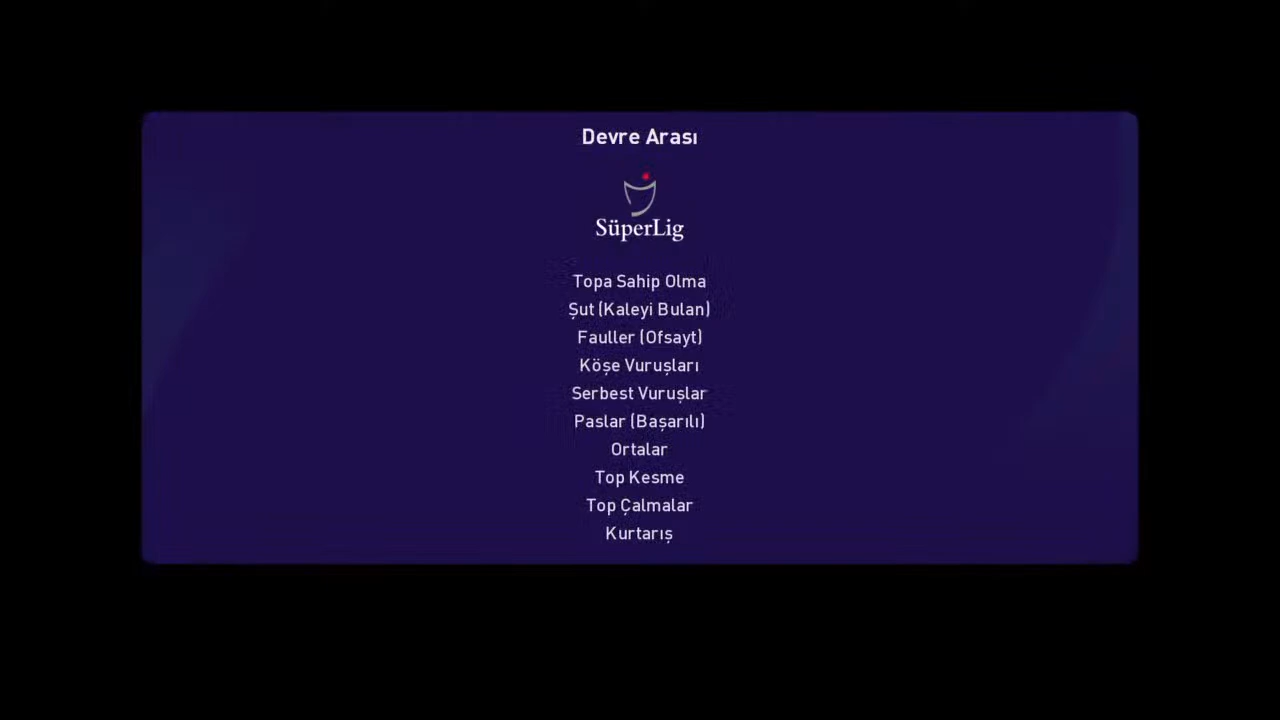 Devre Arası
SüperLig
Topa Sahip Olma
Şut (Kaleyi Bulan)
Fauller (Ofsayt)
Köşe Vuruşları
Serbest Vuruşlar
Paslar (Başarılı)
Ortalar
Top Kesme
Top Çalmalar
Kurtarış